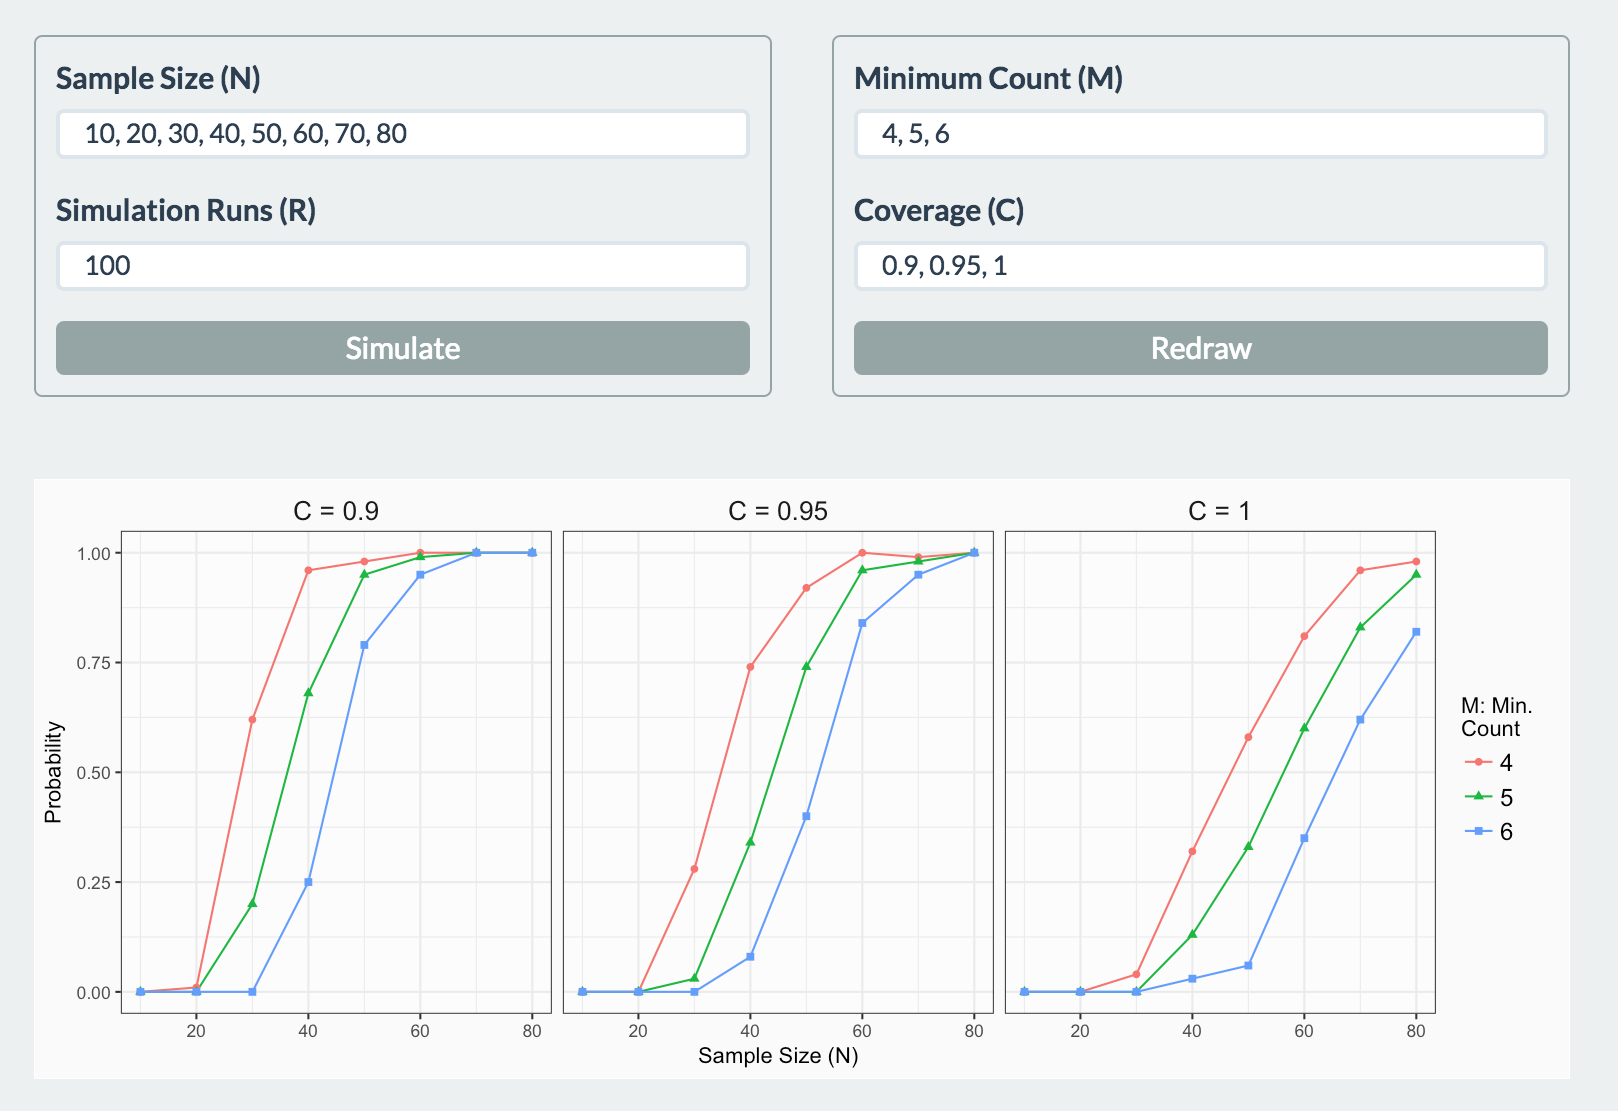 Sample Size (N)
10, 20, 30, 40, 50, 60, 70, 80
Simulation Runs (R)
100
Simulate
Minimum Count (M)
4, 5, 6
Coverage (C)
0.9, 0.95, 1
Redraw
C = 0.9
C = 0.95
C = 1
Probability
1.00
0.75
0.50
0.25
0.00
20 40 60 80
20 40 60 80
20 40 60 80
Sample Size (N)
M: Min.
Count
4
5
6